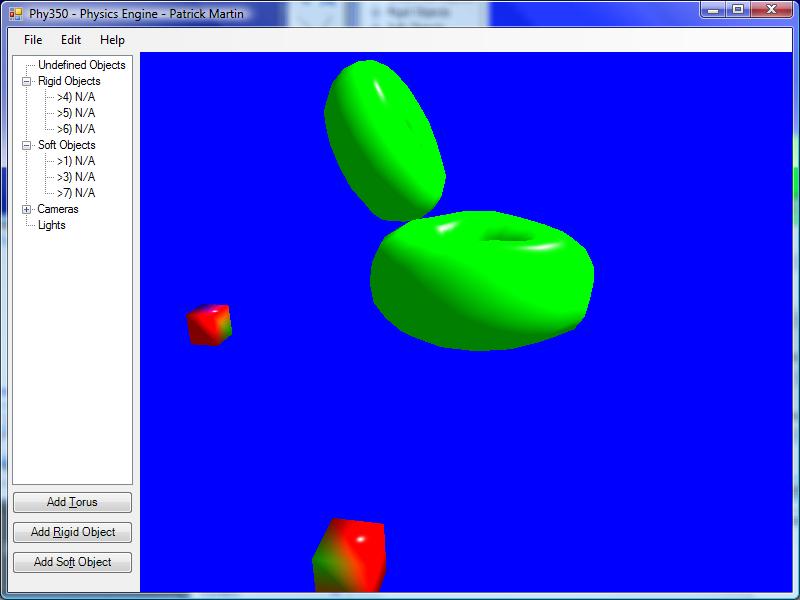 Phy350 - Physics Engine - Patrick Martin
File Edit Help
Undefined Objects
Rigid Objects
>4) N/A
>5) N/A
>6) N/A
Soft Objects
>1) N/A
>3) N/A
>7) N/A
Cameras
Lights
Add Torus
Add Rigid Object
Add Soft Object